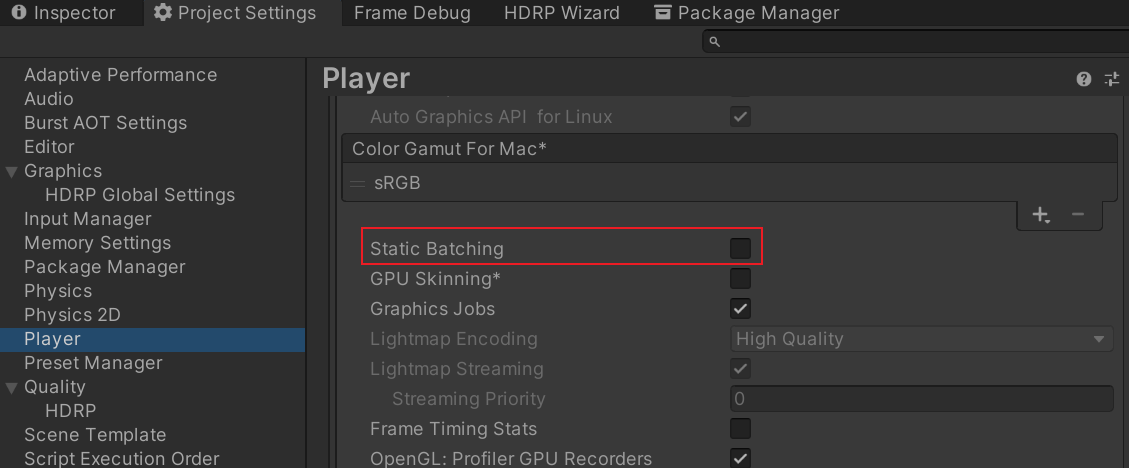 Inspector
Project Settings
Frame Debug
HDRP Wizard
Package Manager
Adaptive Performance
Audio
Burst AOT Settings
Editor
Graphics
HDRP Global Settings
Input Manager
Memory Settings
Package Manager
Physics
Physics 2D
Player
Preset Manager
Quality
HDRP
Scene Template
Script Execution Order
Player
Auto Graphics API  for Linux
Color Gamut For Mac*
sRGB
Static Batching
GPU Skinning*
Graphics Jobs
Lightmap Encoding High Quality
Lightmap Streaming
Streaming Priority 0
Frame Timing Stats
OpenGL: Profiler GPU Recorders